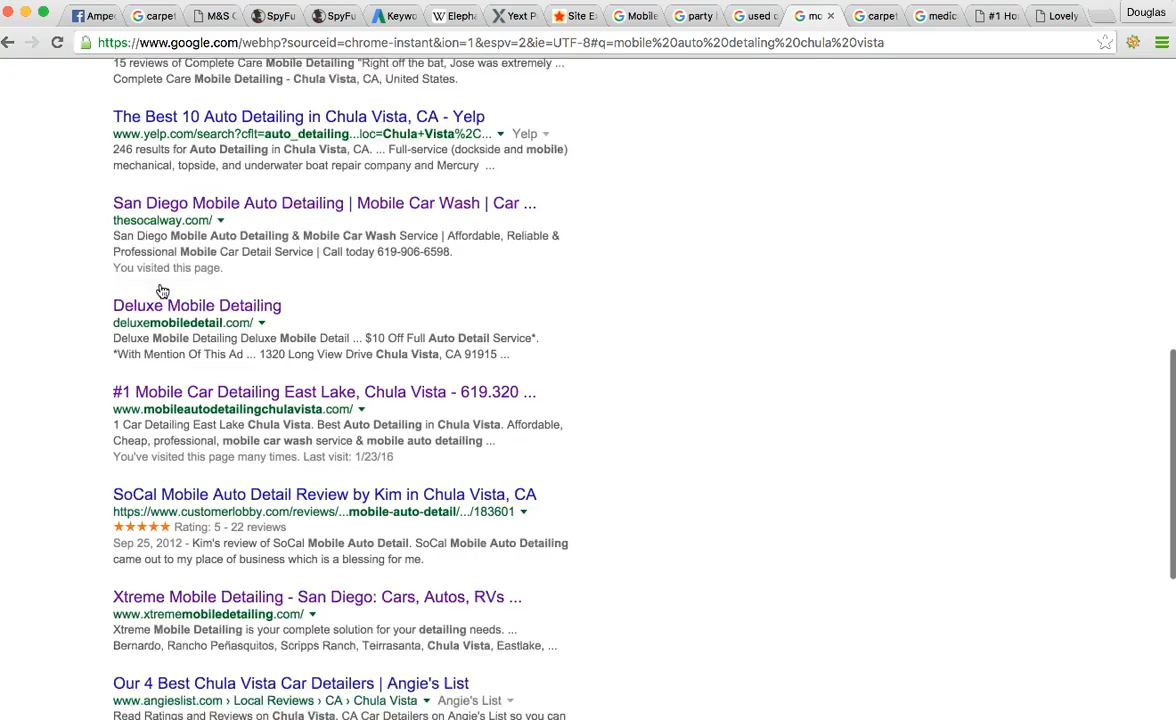 Ampe
carpet
M&S C
SpyFu
SpyFu
Keywo
Eleph
Yext P
Site E
Mobile
party
used c
mo
carpet
medic
#1 Ho
Lovely
Douglas
https://www.google.com/webhp?sourceid=chrome-instant&ion=1&espv=2&ie=UTF-8#q=mobile%20auto%20detaling%20chula%20vista
15 reviews of Complete Care Mobile Detailing "Right off the bat, Jose was extremely ...
Complete Care Mobile Detailing - Chula Vista, CA, United States.
The Best 10 Auto Detailing in Chula Vista, CA - Yelp
www.yelp.com/search?cflt=auto_detailing...loc=Chula+Vista%2C... Yelp
246 results for Auto Detailing in Chula Vista, CA. ... Full-service (dockside and mobile)
mechanical, topside, and underwater boat repair company and Mercury ...
San Diego Mobile Auto Detailing | Mobile Car Wash | Car ...
thesocalway.com/
San Diego Mobile Auto Detailing & Mobile Car Wash Service | Affordable, Reliable &
Professional Mobile Car Detail Service | Call today 619-906-6598.
You visited this page.
Deluxe Mobile Detailing
deluxemobiledetail.com/
Deluxe Mobile Detailing Deluxe Mobile Detail ... $10 Off Full Auto Detail Service*.
*With Mention Of This Ad ... 1320 Long View Drive Chula Vista, CA 91915 ...
#1 Mobile Car Detailing East Lake, Chula Vista - 619.320 ...
www.mobileautodetailingchulavista.com/
1 Car Detailing East Lake Chula Vista. Best Auto Detailing in Chula Vista. Affordable,
Cheap, professional, mobile car wash service & mobile auto detailing ...
You've visited this page many times. Last visit: 1/23/16
SoCal Mobile Auto Detail Review by Kim in Chula Vista, CA
https://www.customerlobby.com/reviews/...mobile-auto-detail/.../183601
Rating: 5 - 22 reviews
Sep 25, 2012 - Kim's review of SoCal Mobile Auto Detail. SoCal Mobile Auto Detailing
came out to my place of business which is a blessing for me.
Xtreme Mobile Detailing - San Diego: Cars, Autos, RVs ...
www.xtrememobiledetailing.com/
Xtreme Mobile Detailing is your complete solution for your detailing needs. ...
Bernardo, Rancho Peñasquitos, Scripps Ranch, Teirrasanta, Chula Vista, Eastlake, ...
Our 4 Best Chula Vista Car Detailers | Angie's List
www.angieslist.com › Local Reviews › CA › Chula Vista Angie's List
Read Ratings and Reviews on Chula Vista, CA Car Detailers on Angie's List so you can